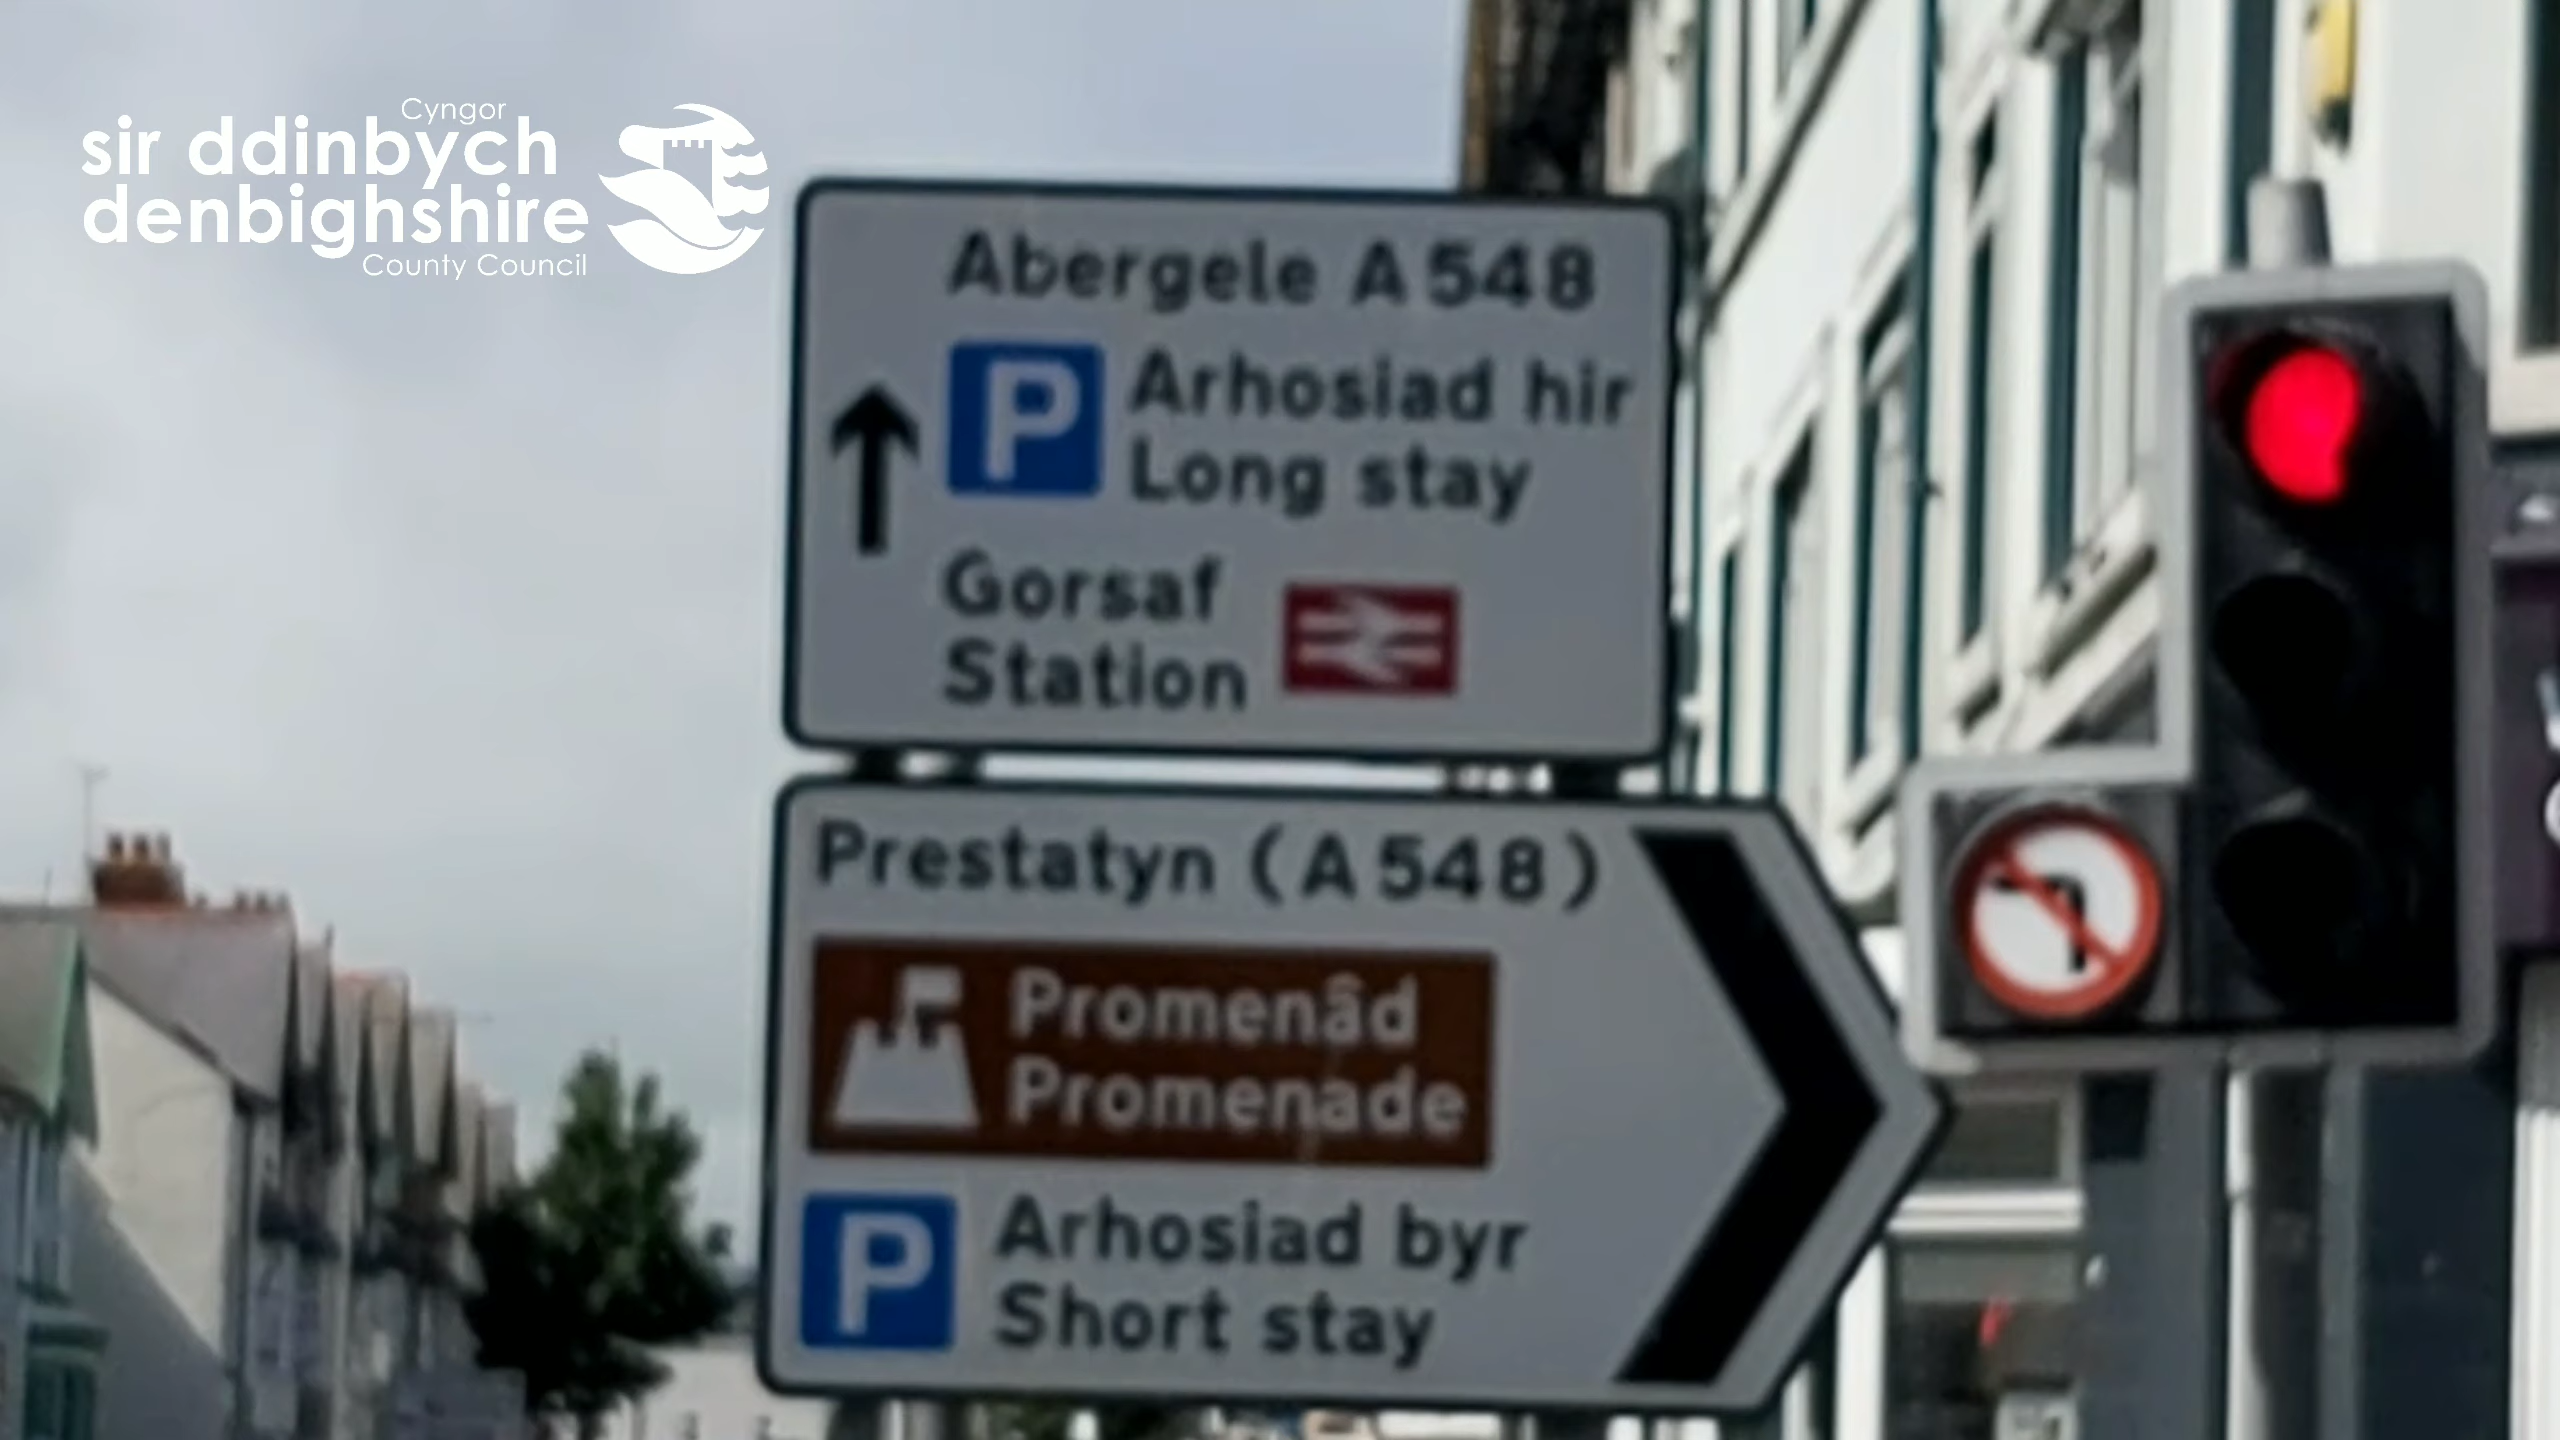 Cyngor
sir ddinbych
denbighshire
County Council
Abergele A548
P Arhosiad hir
Long stay
Gorsaf
Station
Prestatyn (A548)
Promenâd
Promenade
P Arhosiad byr
Short stay